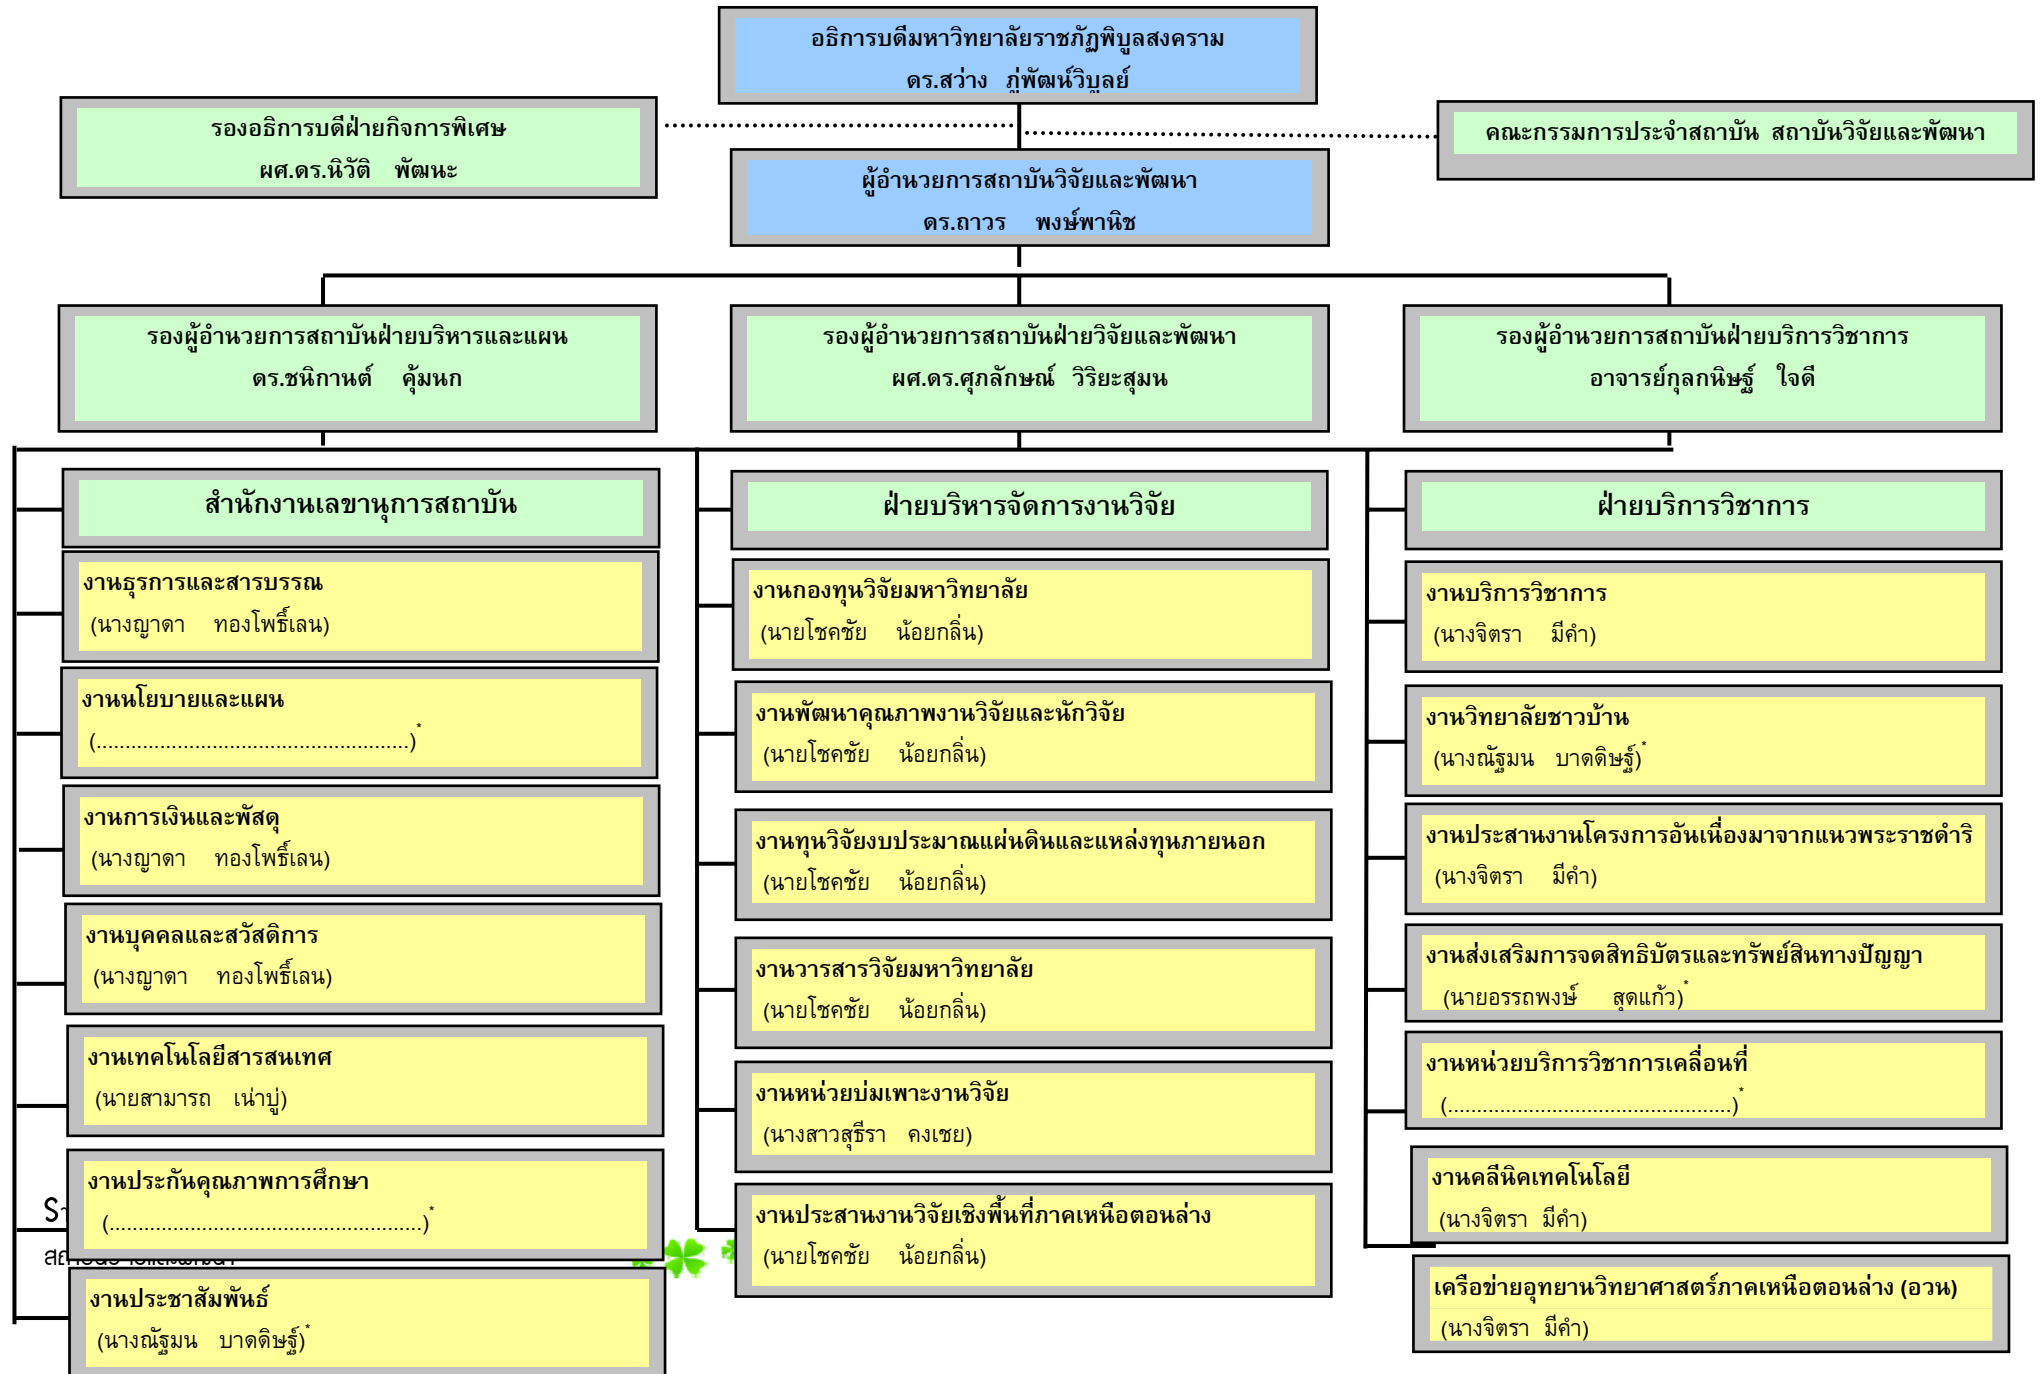 อธิการบดีมหาวิทยาลัยราชภัฏพิบูลสงคราม
ดร.สว่าง ภู่พัฒน์วิบูลย์
รองอธิการบดีฝ่ายกิจการพิเศษ
ผศ.ดร.นิวัติ พัฒนะ
คณะกรรมการประจำสถาบัน สถาบันวิจัยและพัฒนา
ผู้อำนวยการสถาบันวิจัยและพัฒนา
ดร.ถาวร พงษ์พานิช
รองผู้อำนวยการสถาบันฝ่ายบริหารและแผน
ดร.ชนิกานต์ คุ้มนก
รองผู้อำนวยการสถาบันฝ่ายวิจัยและพัฒนา
ผศ.ดร.ศุภลักษณ์ วิริยะสุมน
รองผู้อำนวยการสถาบันฝ่ายบริการวิชาการ
อาจารย์กุลกนิษฐ์ ใจดี
สำนักงานเลขานุการสถาบัน
งานธุรการและสารบรรณ
(นางญาดา ทองโพธิ์เลน)
งานนโยบายและแผน
(......................................................)*
งานการเงินและพัสดุ
(นางญาดา ทองโพธิ์เลน)
งานบุคคลและสวัสดิการ
(นางญาดา ทองโพธิ์เลน)
งานเทคโนโลยีสารสนเทศ
(นายสามารถ เน่าบู่)
งานประกันคุณภาพการศึกษา
(......................................................)*
งานประชาสัมพันธ์
(นางณัฐมน บาดดิษฐ์)*
ฝ่ายบริหารจัดการงานวิจัย
งานกองทุนวิจัยมหาวิทยาลัย
(นายโชคชัย น้อยกลิ่น)
งานพัฒนาคุณภาพงานวิจัยและนักวิจัย
(นายโชคชัย น้อยกลิ่น)
งานทุนวิจัยงบประมาณแผ่นดินและแหล่งทุนภายนอก
(นายโชคชัย น้อยกลิ่น)
งานวารสารวิจัยมหาวิทยาลัย
(นายโชคชัย น้อยกลิ่น)
งานหน่วยบ่มเพาะงานวิจัย
(นางสาวสุธีรา คงเชย)
งานประสานงานวิจัยเชิงพื้นที่ภาคเหนือตอนล่าง
(นายโชคชัย น้อยกลิ่น)
ฝ่ายบริการวิชาการ
งานบริการวิชาการ
(นางจิตรา มีคำ)
งานวิทยาลัยชาวบ้าน
(นางณัฐมน บาดดิษฐ์)*
งานประสานงานโครงการอันเนื่องมาจากแนวพระราชดำริ
(นางจิตรา มีคำ)
งานส่งเสริมการจดสิทธิบัตรและทรัพย์สินทางปัญญา
(นายอรรถพงษ์ สุดแก้ว)*
งานหน่วยบริการวิชาการเคลื่อนที่
(.................................................)*
งานคลีนิคเทคโนโลยี
(นางจิตรา มีคำ)
เครือข่ายอุทยานวิทยาศาสตร์ภาคเหนือตอนล่าง (อวน)
(นางจิตรา มีคำ)